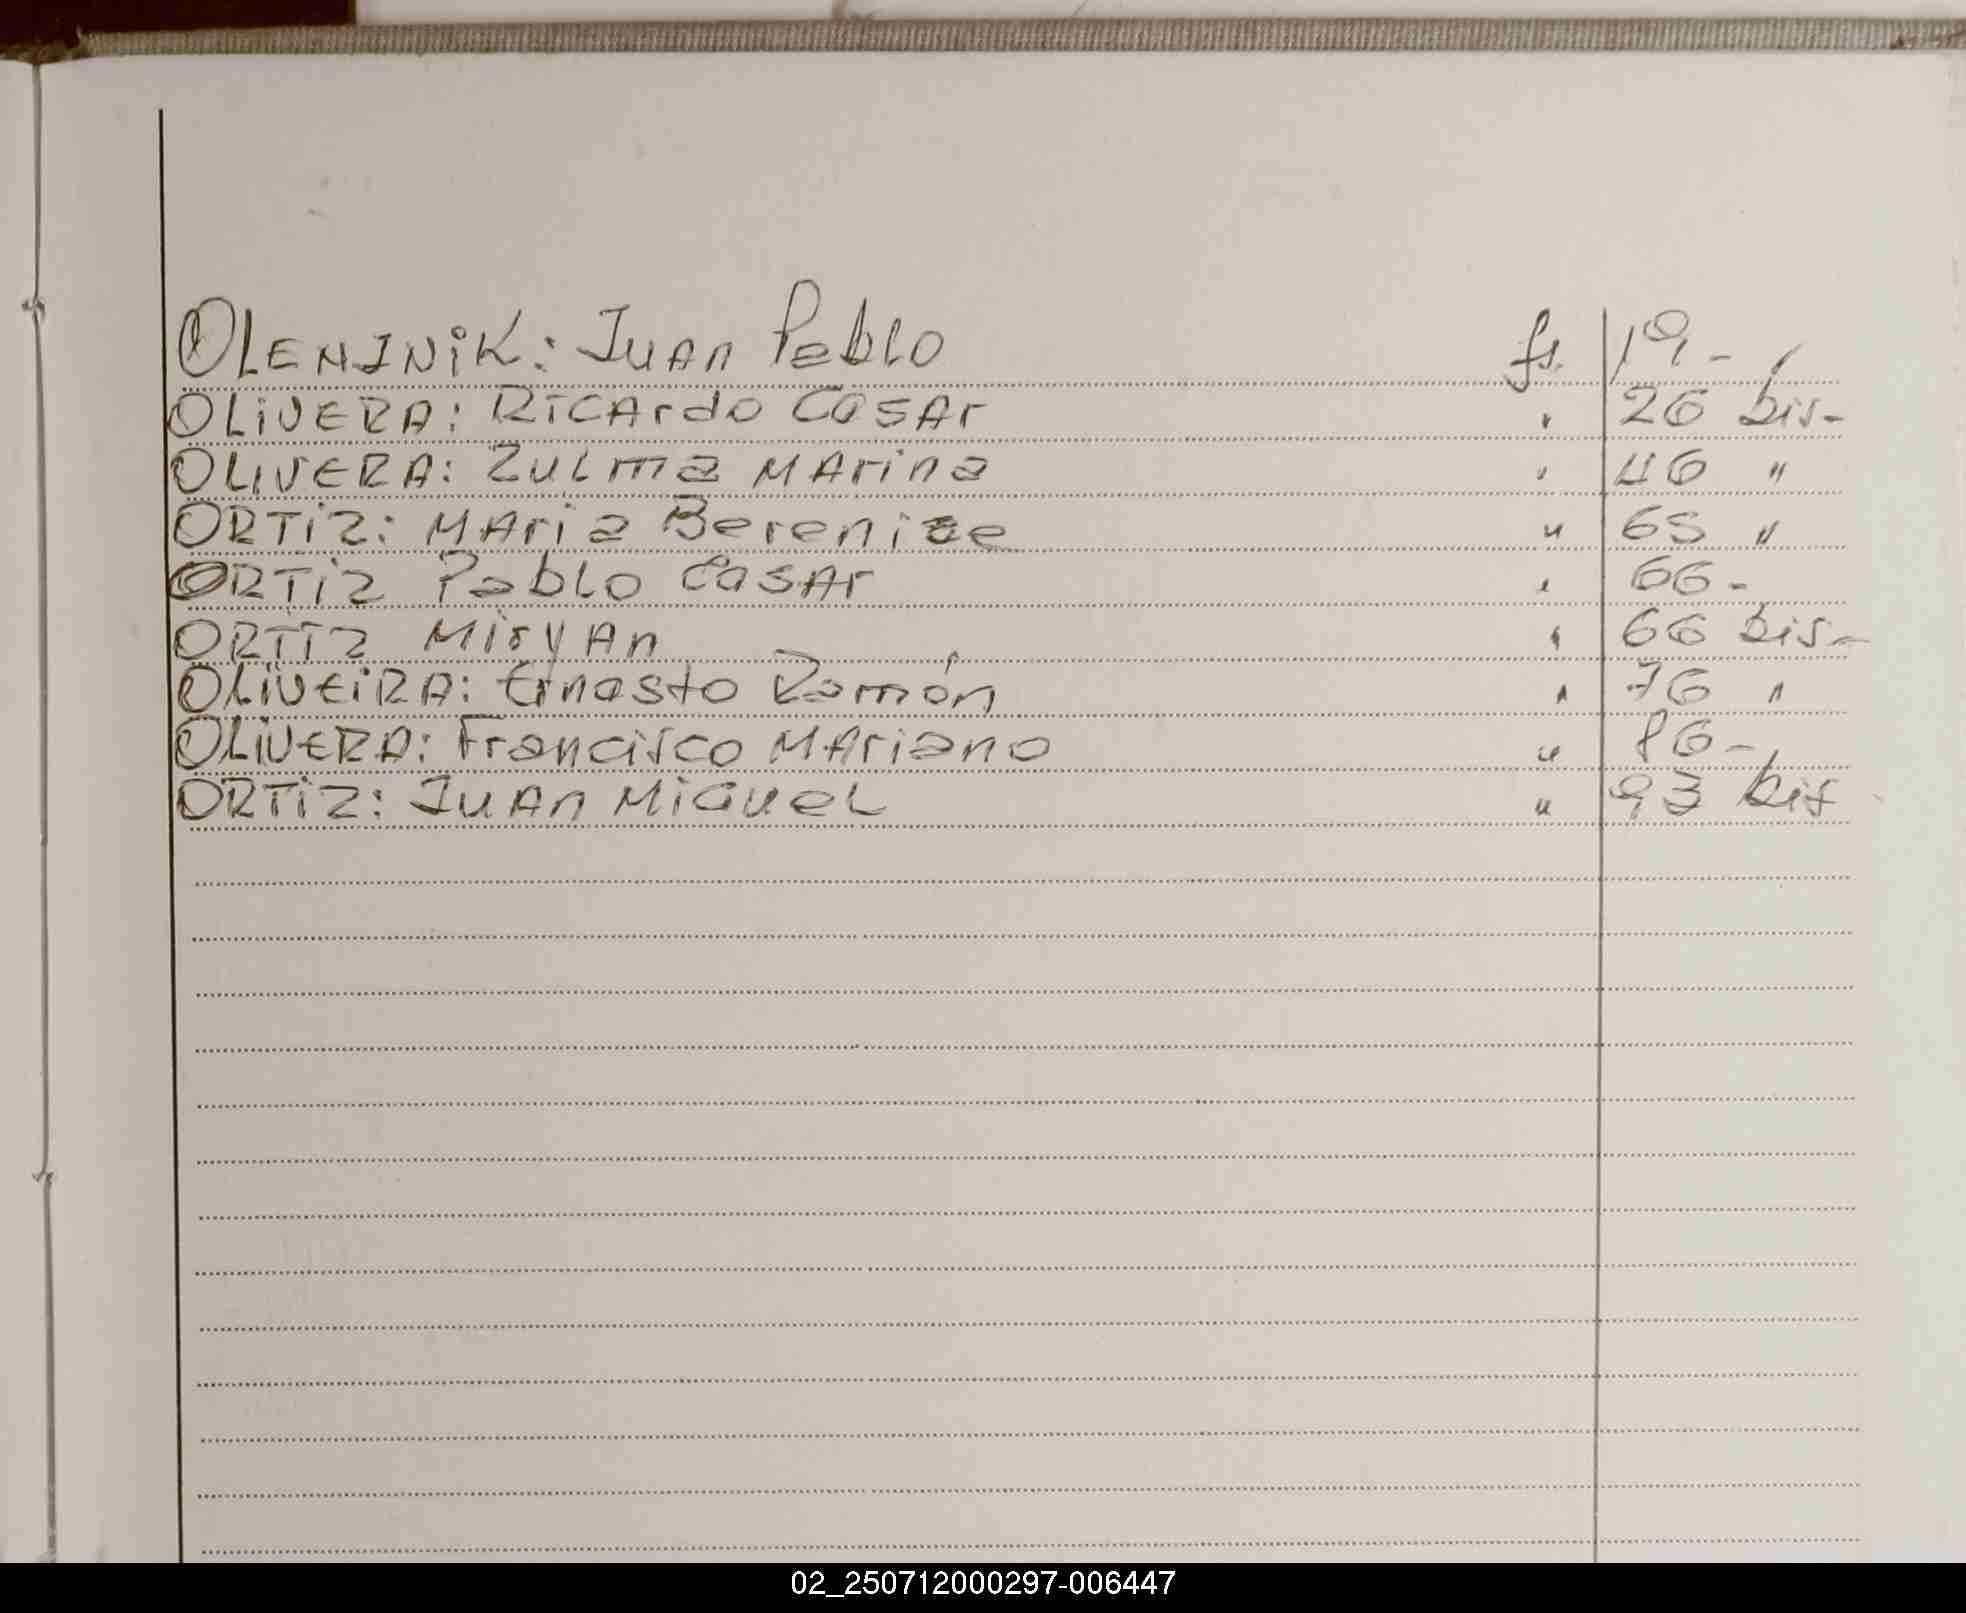 OLENINIK: Juan Pablo fs. 19-
OLIVERA: Ricardo Cesar " 26 bis-
OLIVERA: Zulma Marina " 46 "
ORTIZ: Maria Berenice " 65 "
ORTIZ Pablo Cesar " 66-
ORTIZ Miryan " 66 bis-
OLIVEIRA: Ernesto Ramón " 76 "
OLIVERA: Francisco Mariano " 86-
ORTIZ: Juan Miguel " 93 bis
02_250712000297-006447